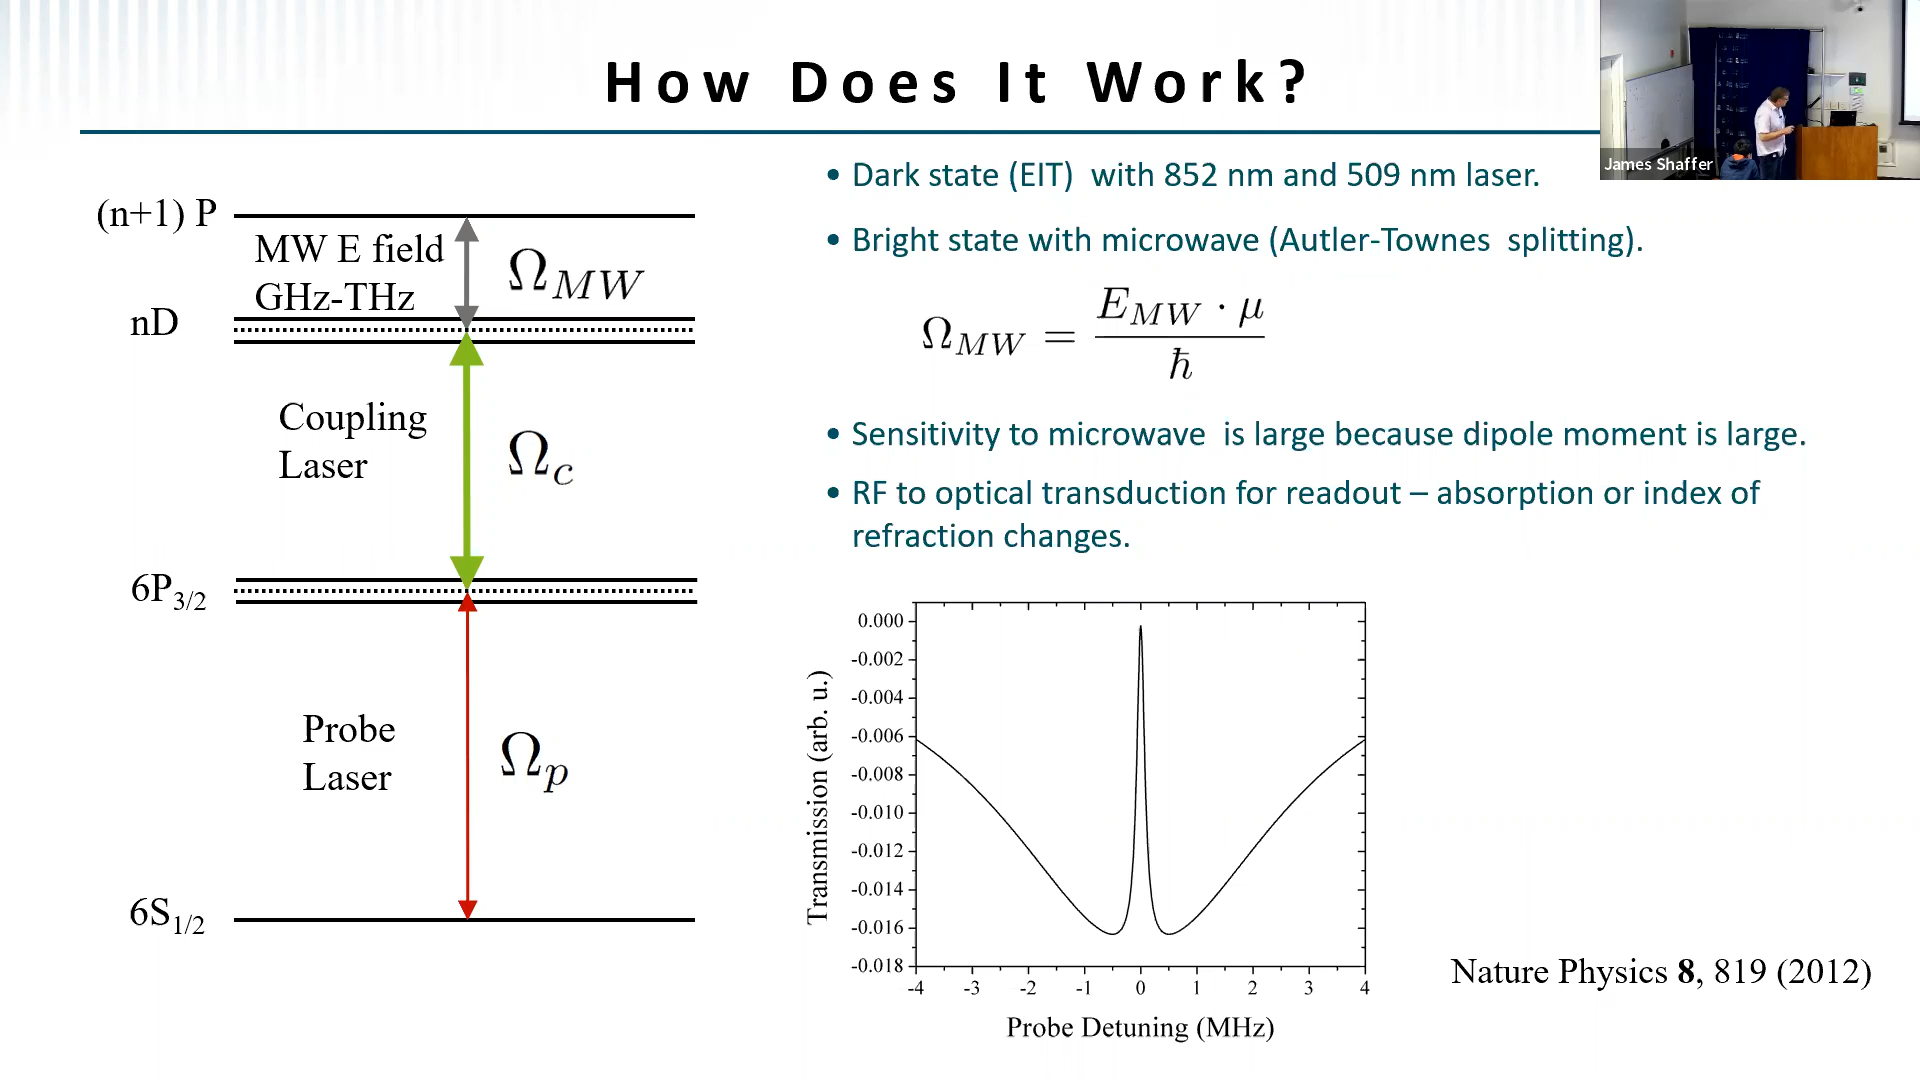 How Does It Work?
James Shaffer
(n+1) P
MW E field
GHz-THz
Ω_MW
nD
Coupling
Laser
Ω_c
6P_3/2
Probe
Laser
Ω_p
6S_1/2
• Dark state (EIT) with 852 nm and 509 nm laser.
• Bright state with microwave (Autler-Townes splitting).
Ω_MW = E_MW · μ / ħ
• Sensitivity to microwave is large because dipole moment is large.
• RF to optical transduction for readout – absorption or index of
refraction changes.
Transmission (arb. u.)
0.000
-0.002
-0.004
-0.006
-0.008
-0.010
-0.012
-0.014
-0.016
-0.018
-4 -3 -2 -1 0 1 2 3 4
Probe Detuning (MHz)
Nature Physics 8, 819 (2012)